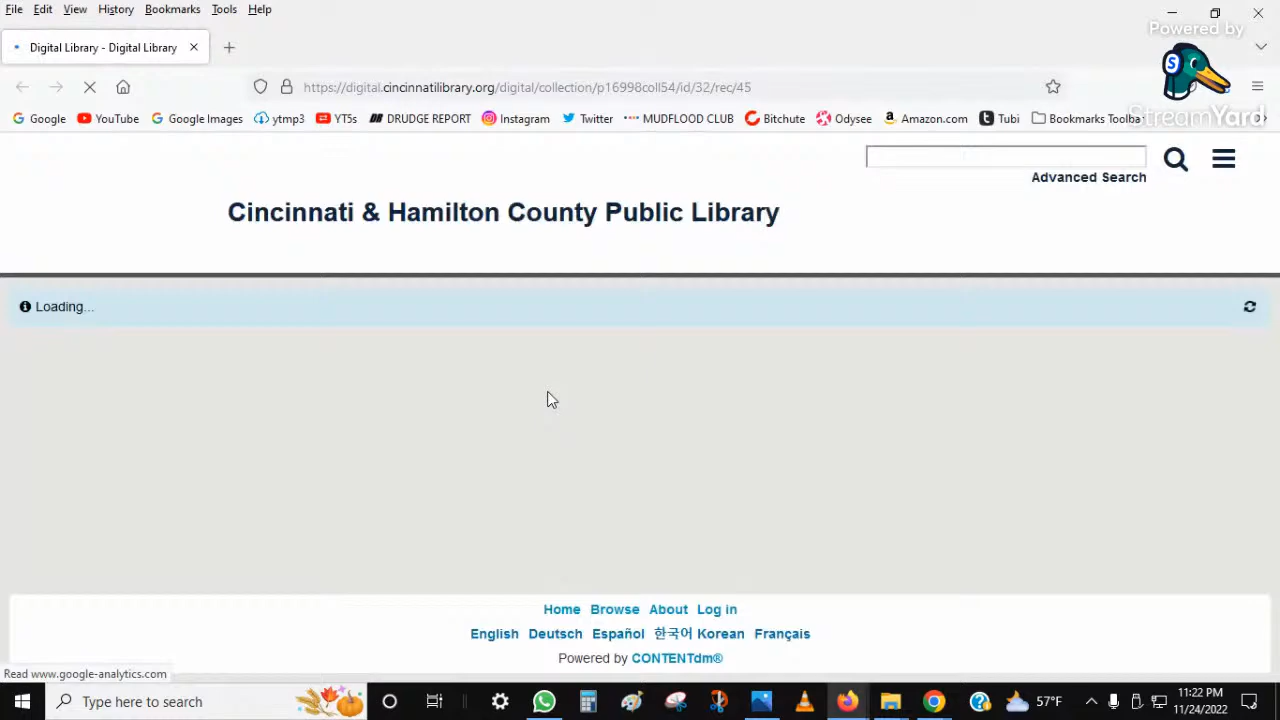 File Edit View History Bookmarks Tools Help
Powered by
StreamYard
Digital Library - Digital Library
https://digital.cincinnatilibrary.org/digital/collection/p16998coll54/id/32/rec/45
Google YouTube Google Images ytmp3 YT5s DRUDGE REPORT Instagram Twitter MUDFLOOD CLUB Bitchute Odysee Amazon.com Tubi Bookmarks Toolbar
Advanced Search
Cincinnati & Hamilton County Public Library
Loading...
Home Browse About Log in
English Deutsch Español 한국어 Korean Français
Powered by CONTENTdm®
Read www.google-analytics.com
Type here to search
57°F
11:22 PM
11/24/2022